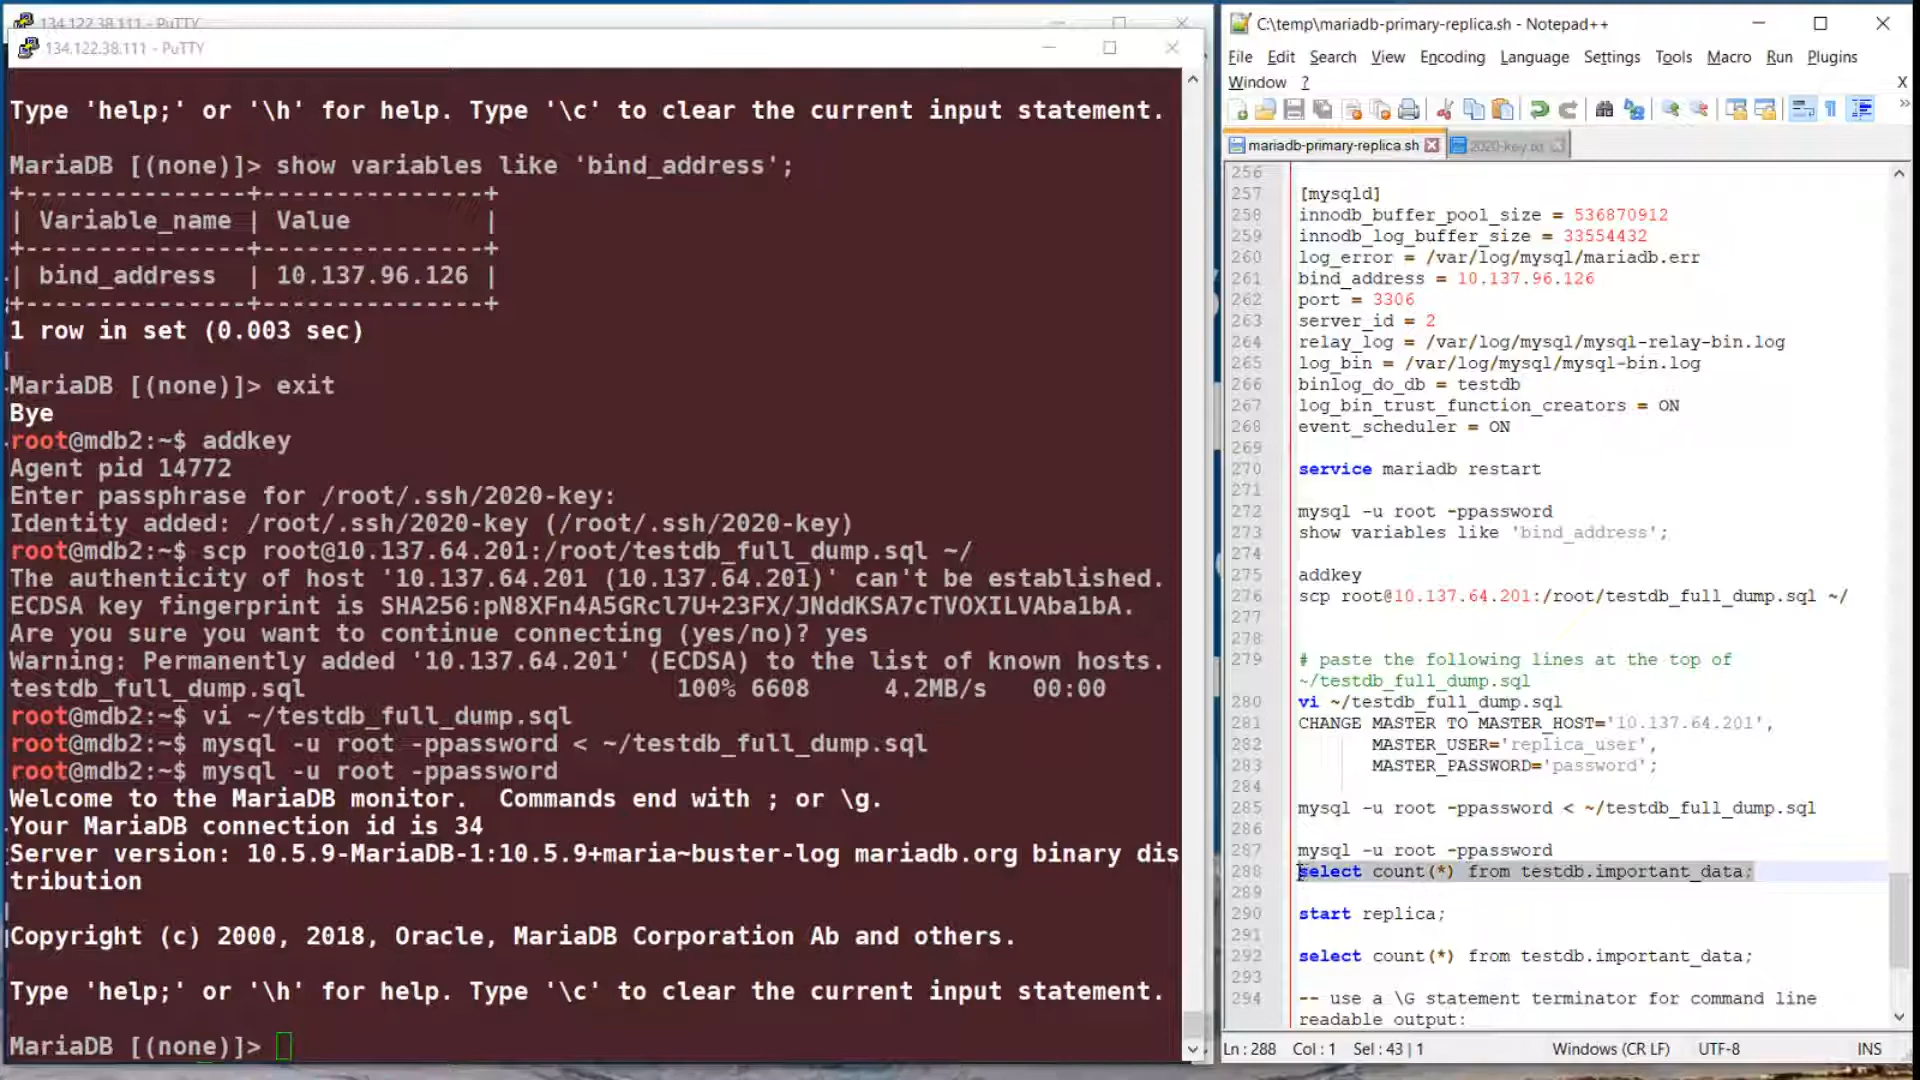 134.122.38.111 - PuTTY
134.122.38.111 - PuTTY
Type 'help;' or '\h' for help. Type '\c' to clear the current input statement.
MariaDB [(none)]> show variables like 'bind_address';
+---------------+---------------+
| Variable_name | Value         |
+---------------+---------------+
| bind_address  | 10.137.96.126 |
+---------------+---------------+
1 row in set (0.003 sec)
MariaDB [(none)]> exit
Bye
root@mdb2:~$ addkey
Agent pid 14772
Enter passphrase for /root/.ssh/2020-key:
Identity added: /root/.ssh/2020-key (/root/.ssh/2020-key)
root@mdb2:~$ scp root@10.137.64.201:/root/testdb_full_dump.sql ~/
The authenticity of host '10.137.64.201 (10.137.64.201)' can't be established.
ECDSA key fingerprint is SHA256:pN8XFn4A5GRcl7U+23FX/JNddKSA7cTVOXILVAba1bA.
Are you sure you want to continue connecting (yes/no)? yes
Warning: Permanently added '10.137.64.201' (ECDSA) to the list of known hosts.
testdb_full_dump.sql 100% 6608 4.2MB/s 00:00
root@mdb2:~$ vi ~/testdb_full_dump.sql
root@mdb2:~$ mysql -u root -ppassword < ~/testdb_full_dump.sql
root@mdb2:~$ mysql -u root -ppassword
Welcome to the MariaDB monitor.  Commands end with ; or \g.
Your MariaDB connection id is 34
Server version: 10.5.9-MariaDB-1:10.5.9+maria~buster-log mariadb.org binary dis
tribution
Copyright (c) 2000, 2018, Oracle, MariaDB Corporation Ab and others.
Type 'help;' or '\h' for help. Type '\c' to clear the current input statement.
MariaDB [(none)]>
C:\temp\mariadb-primary-replica.sh - Notepad++
File Edit Search View Encoding Language Settings Tools Macro Run Plugins
Window ? X
mariadb-primary-replica.sh 2020-key.txt
256
257 [mysqld]
258 innodb_buffer_pool_size = 536870912
259 innodb_log_buffer_size = 33554432
260 log_error = /var/log/mysql/mariadb.err
261 bind_address = 10.137.96.126
262 port = 3306
263 server_id = 2
264 relay_log = /var/log/mysql/mysql-relay-bin.log
265 log_bin = /var/log/mysql/mysql-bin.log
266 binlog_do_db = testdb
267 log_bin_trust_function_creators = ON
268 event_scheduler = ON
269
270 service mariadb restart
271
272 mysql -u root -ppassword
273 show variables like 'bind_address';
274
275 addkey
276 scp root@10.137.64.201:/root/testdb_full_dump.sql ~/
277
278
279 # paste the following lines at the top of
~/testdb_full_dump.sql
280 vi ~/testdb_full_dump.sql
281 CHANGE MASTER TO MASTER_HOST='10.137.64.201',
282 MASTER_USER='replica_user',
283 MASTER_PASSWORD='password';
284
285 mysql -u root -ppassword < ~/testdb_full_dump.sql
286
287 mysql -u root -ppassword
288 select count(*) from testdb.important_data;
289
290 start replica;
291
292 select count(*) from testdb.important_data;
293
294 -- use a \G statement terminator for command line
readable output:
Ln : 288 Col : 1 Sel : 43 | 1 Windows (CR LF) UTF-8 INS